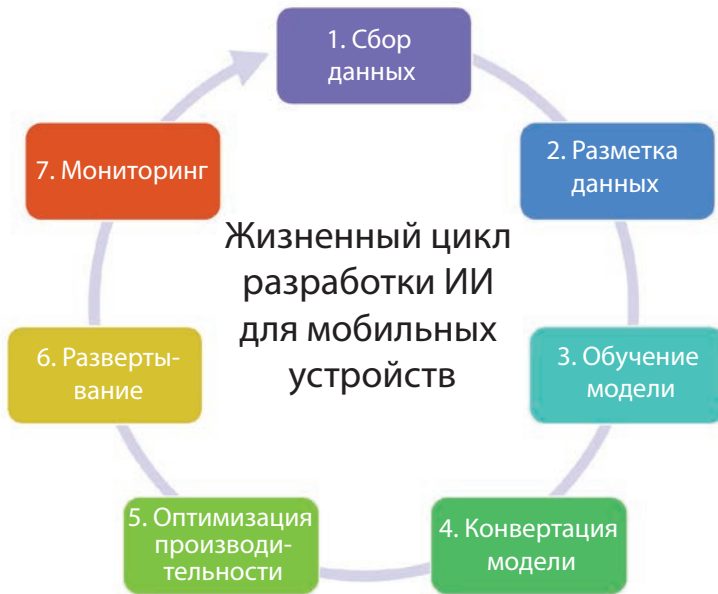 1. Сбор
данных
2. Разметка
данных
3. Обучение
модели
4. Конвертация
модели
5. Оптимизация
производи-
тельности
6. Разверты-
вание
7. Мониторинг
Жизненный цикл
разработки ИИ
для мобильных
устройств